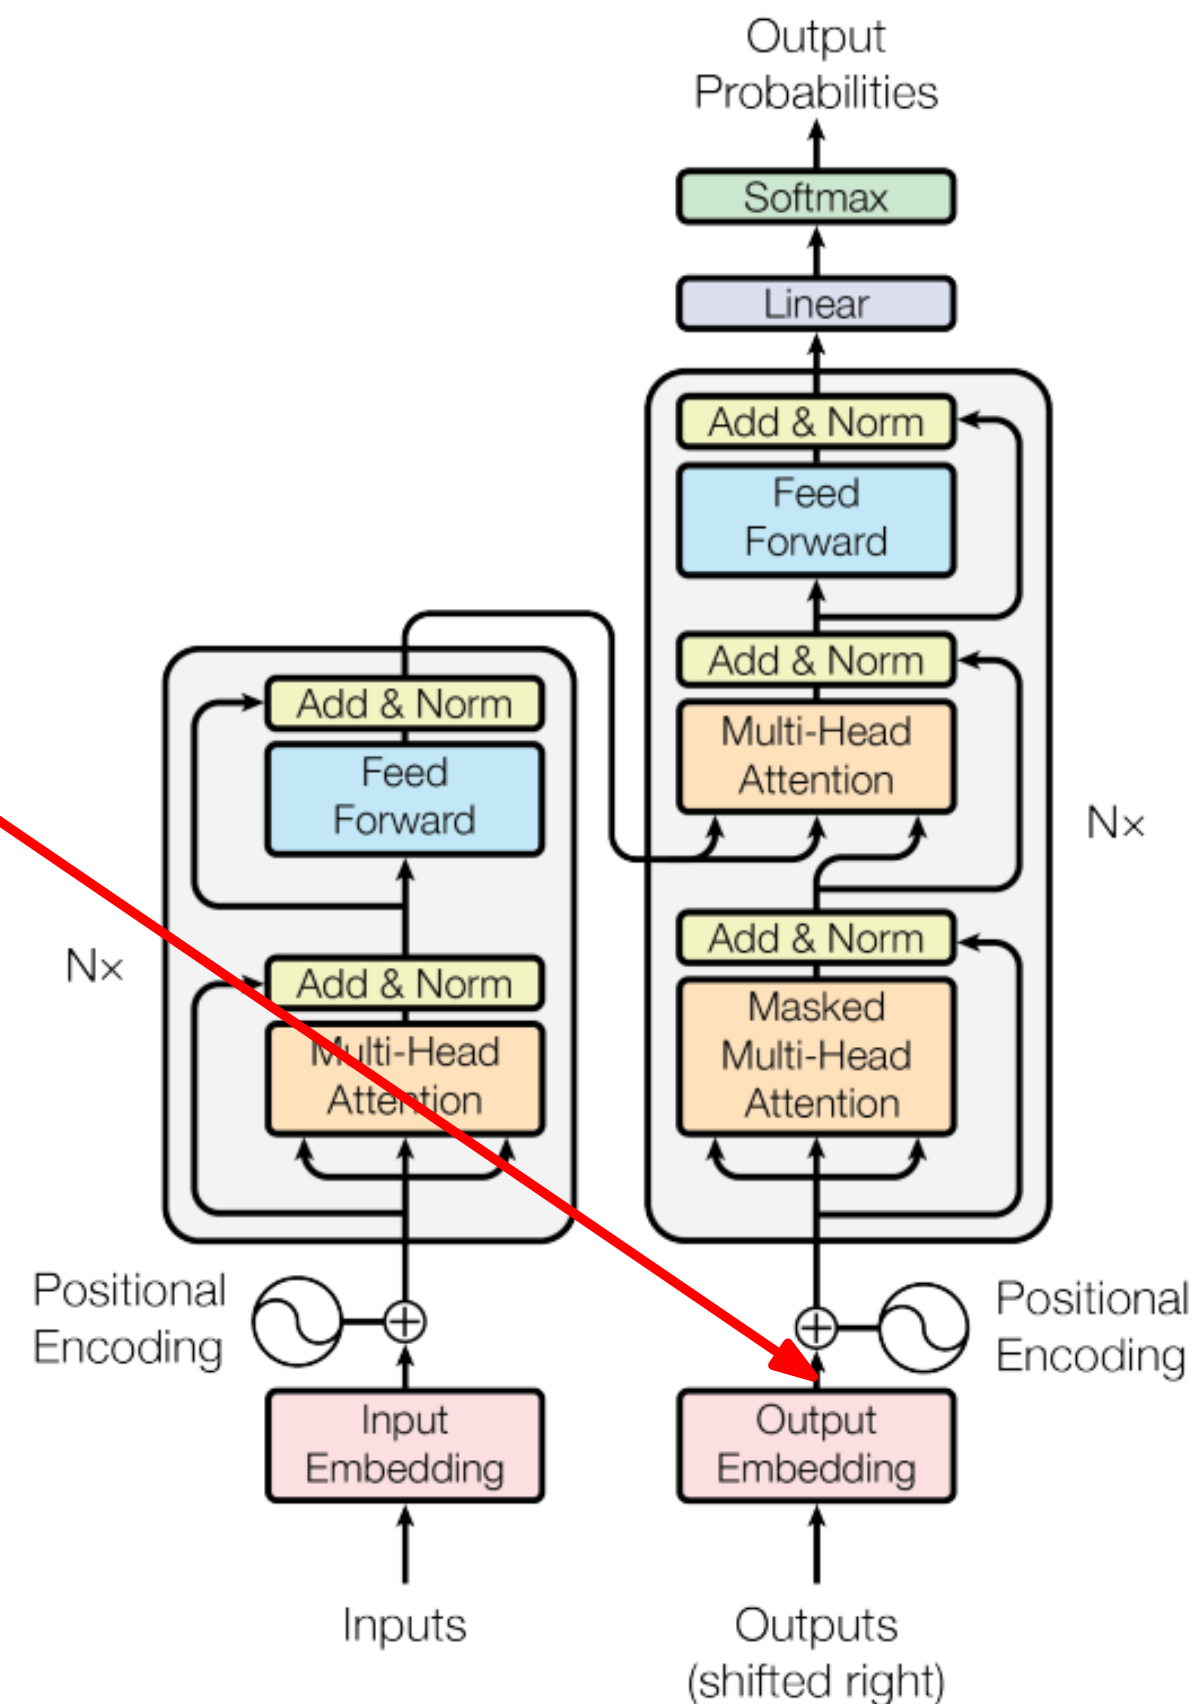 Output
Probabilities
Softmax
Linear
Add & Norm
Feed
Forward
Add & Norm
Multi-Head
Attention
Nx
Add & Norm
Masked
Multi-Head
Attention
Add & Norm
Feed
Forward
Nx
Add & Norm
Multi-Head
Attention
Positional
Encoding
Positional
Encoding
Input
Embedding
Output
Embedding
Inputs
Outputs
(shifted right)